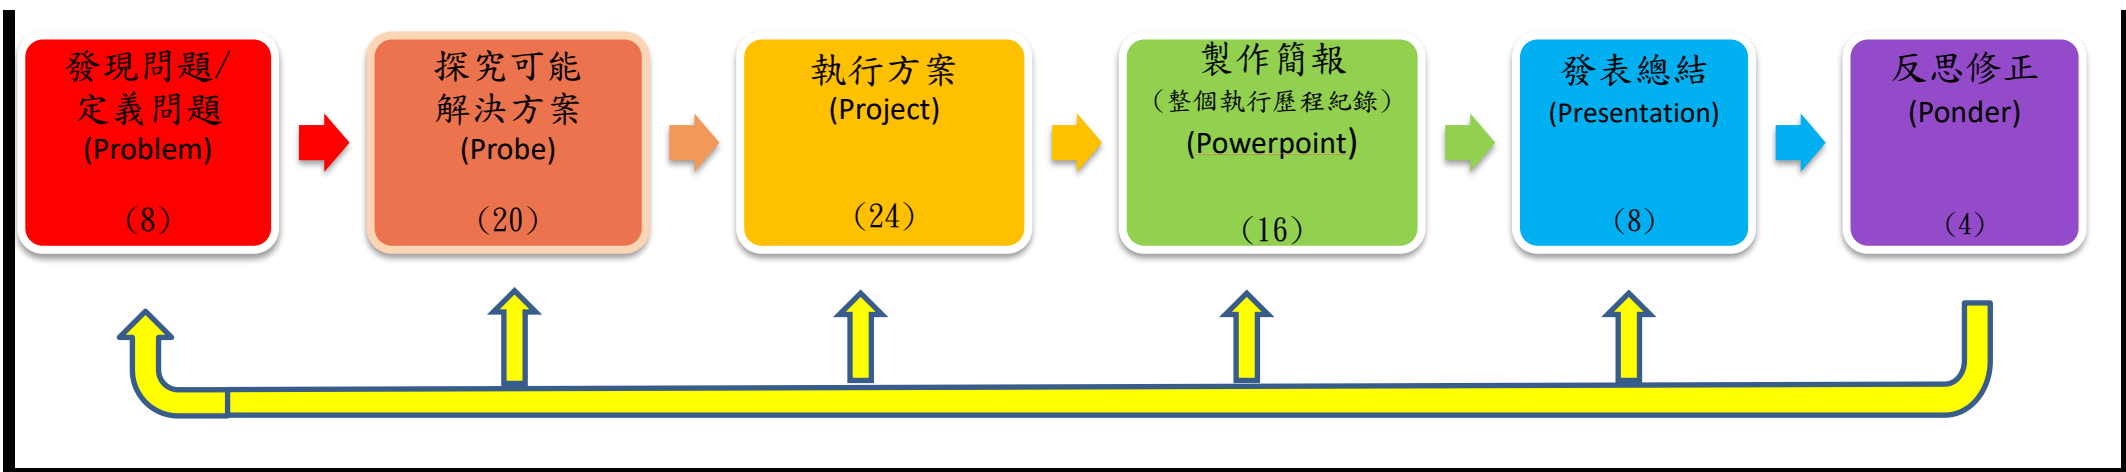 發現問題/
定義問題
(Problem)
(8)
探究可能
解決方案
(Probe)
(20)
執行方案
(Project)
(24)
製作簡報
(整個執行歷程紀錄)
(Powerpoint)
(16)
發表總結
(Presentation)
(8)
反思修正
(Ponder)
(4)